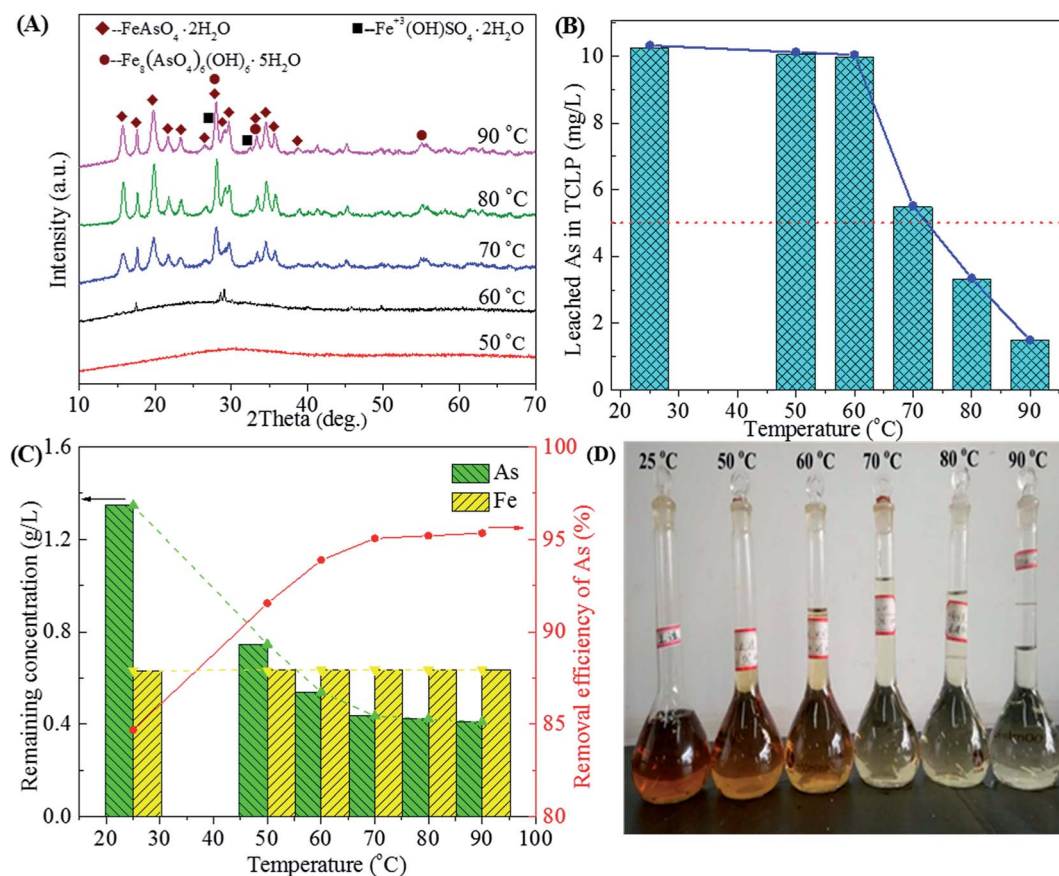 (A)
◆--FeAsO₄·2H₂O
■--Fe⁺³(OH)SO₄·2H₂O
●--Fe₈(AsO₄)₆(OH)₆·5H₂O
90 °C
80 °C
70 °C
60 °C
50 °C
Intensity (a.u.)
10 20 30 40 50 60 70
2Theta (deg.)
(B)
10
8
6
4
2
0
Leached As in TCLP (mg/L)
20 30 40 50 60 70 80 90
Temperature (°C)
(C)
1.6
1.2
0.8
0.4
0.0
Remaining concentration (g/L)
As
Fe
100
95
90
85
80
Removal efficiency of As (%)
20 30 40 50 60 70 80 90 100
Temperature (°C)
(D)
25 °C 50 °C 60 °C 70 °C 80 °C 90 °C